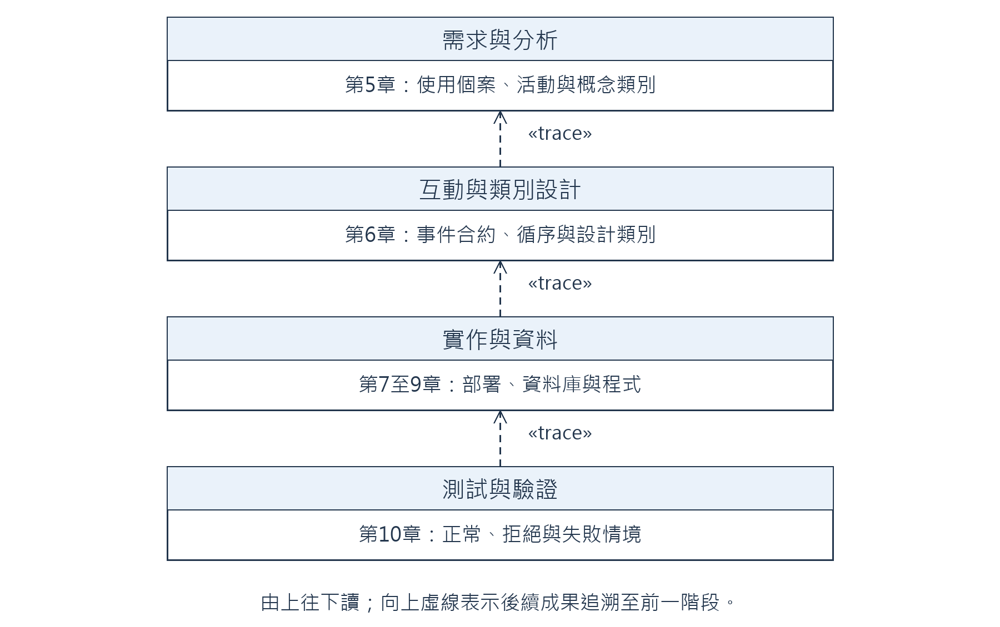 需求與分析
第5章：使用個案、活動與概念類別
«trace»
互動與類別設計
第6章：事件合約、循序與設計類別
«trace»
實作與資料
第7至9章：部署、資料庫與程式
«trace»
測試與驗證
第10章：正常、拒絕與失敗情境
由上往下讀；向上虛線表示後續成果追溯至前一階段。